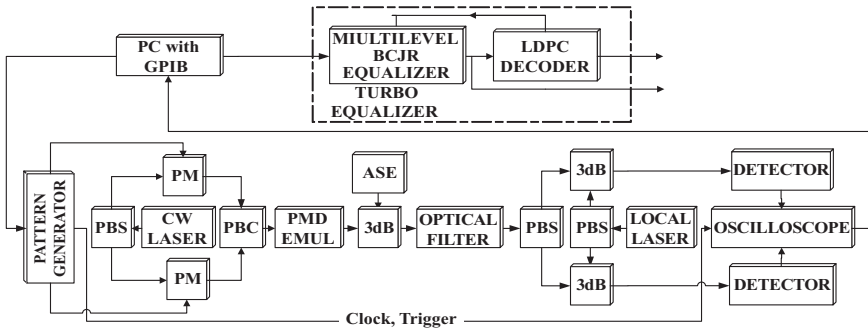 PC with
GPIB
MIULTILEVEL
BCJR
EQUALIZER
LDPC
DECODER
TURBO
EQUALIZER
PATTERN
GENERATOR
PM
PBS
CW
LASER
PBC
PM
PMD
EMUL
ASE
3dB
OPTICAL
FILTER
PBS
3dB
PBS
3dB
LOCAL
LASER
DETECTOR
OSCILLOSCOPE
DETECTOR
Clock, Trigger